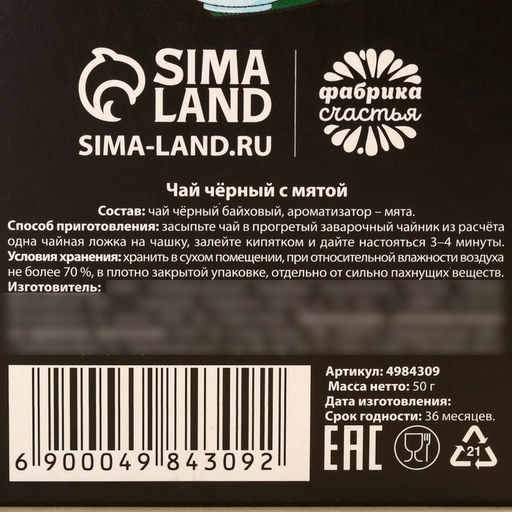 SIMA
LAND
SIMA-LAND.RU
фабрика
счастья
Чай чёрный с мятой
Состав: чай чёрный байховый, ароматизатор – мята.
Способ приготовления: засыпьте чай в прогретый заварочный чайник из расчёта
одна чайная ложка на чашку, залейте кипятком и дайте настояться 3–4 минуты.
Условия хранения: хранить в сухом помещении, при относительной влажности воздуха
не более 70 %, в плотно закрытой упаковке, отдельно от сильно пахнущих веществ.
Изготовитель:
Артикул: 4984309
Масса нетто: 50 г
Дата изготовления:
Срок годности: 36 месяцев.
6 900049 843092
EAC
21